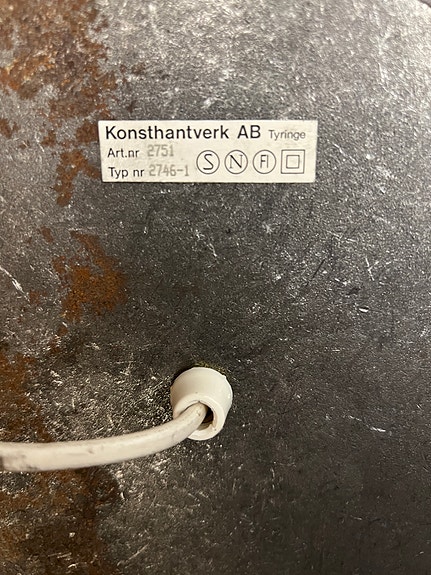 Konsthantverk AB Tyringe
Art.nr 2751
Typ nr 2746-1 S N FI